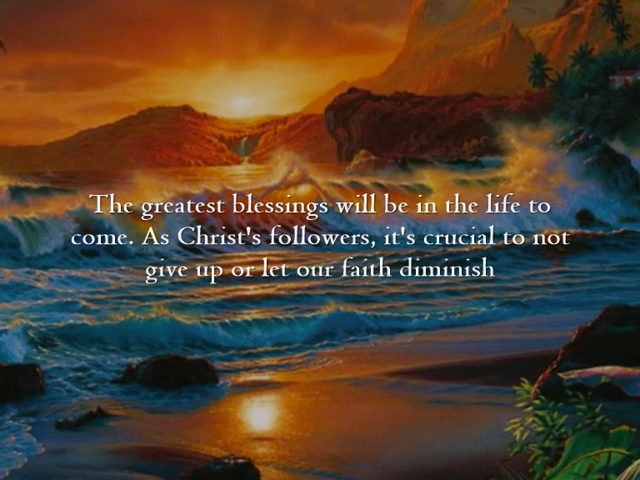 The greatest blessings will be in the life to
come. As Christ's followers, it's crucial to not
give up or let our faith diminish